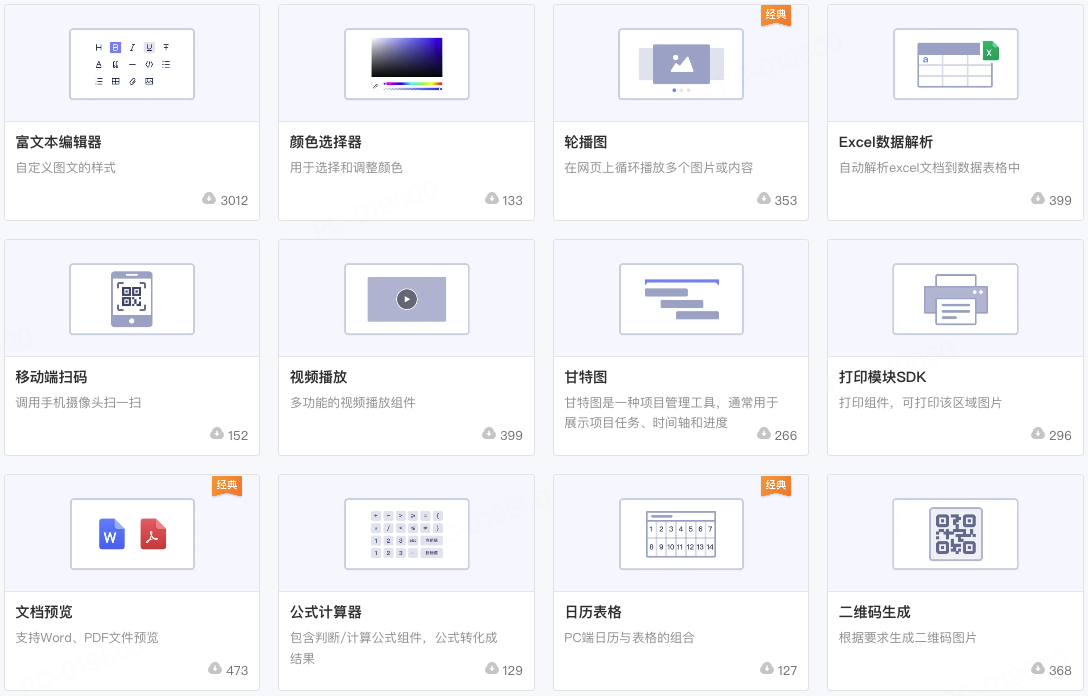 富文本编辑器
自定义图文的样式
3012
颜色选择器
用于选择和调整颜色
133
经典
轮播图
在网页上循环播放多个图片或内容
353
a
X
Excel数据解析
自动解析excel文档到数据表格中
399
移动端扫码
调用手机摄像头扫一扫
152
视频播放
多功能的视频播放组件
399
甘特图
甘特图是一种项目管理工具，通常用于
展示项目任务、时间轴和进度
266
打印模块SDK
打印组件，可打印该区域图片
296
经典
W
文档预览
支持Word、PDF文件预览
473
1 2 3 abc
1 2 3
公式计算器
包含判断/计算公式组件，公式转化成
结果
129
经典
1 2 3 4 5 6 7
8 9 10 11 12 13 14
日历表格
PC端日历与表格的组合
127
二维码生成
根据要求生成二维码图片
368